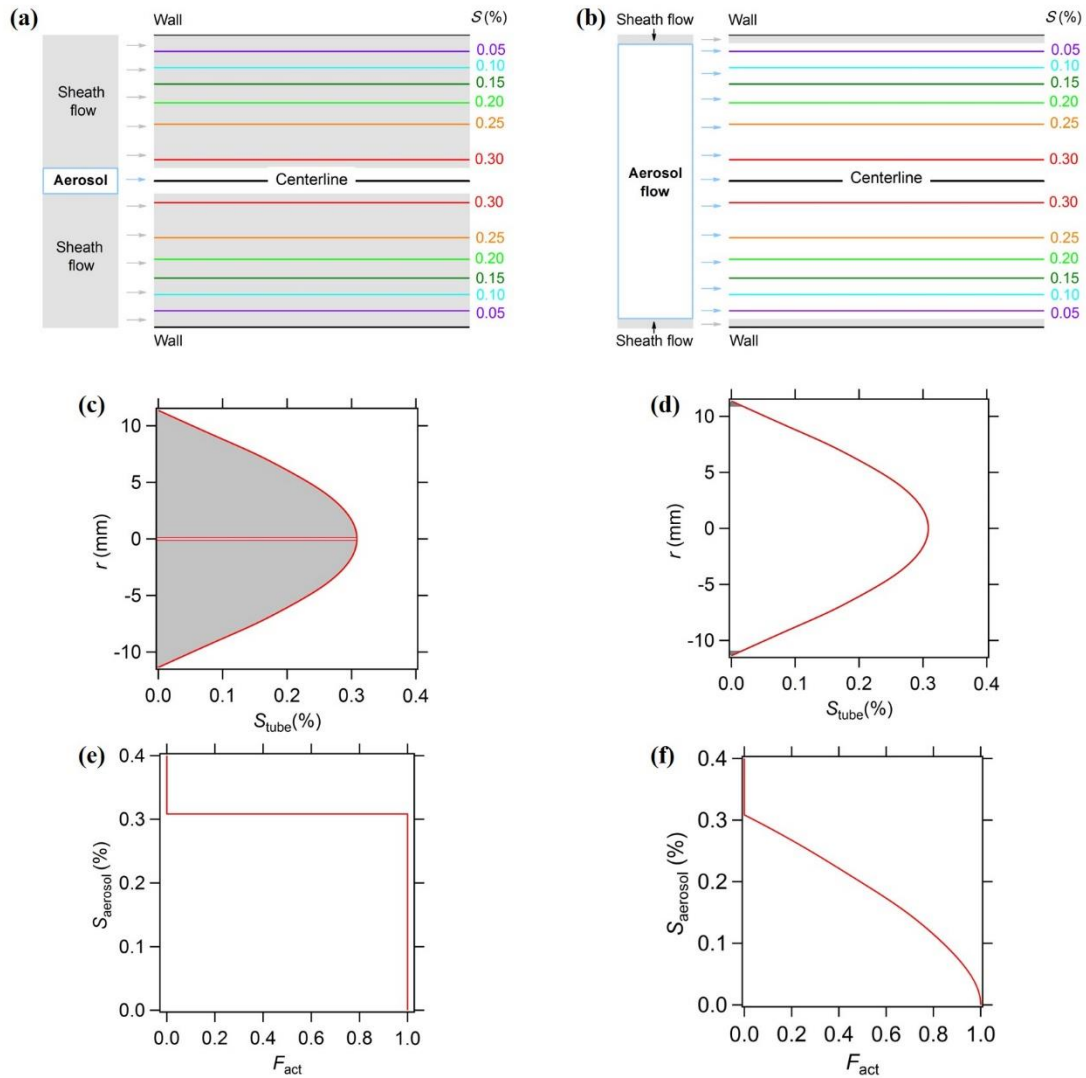 (a)
Wall
S (%)
0.05
0.10
0.15
0.20
0.25
0.30
0.30
0.25
0.20
0.15
0.10
0.05
Sheath
flow
Aerosol
Sheath
flow
Centerline
Wall
(b)
Sheath flow
Wall
S (%)
0.05
0.10
0.15
0.20
0.25
0.30
0.30
0.25
0.20
0.15
0.10
0.05
Aerosol
flow
Centerline
Sheath flow
Wall
(c)
10
5
0
-5
-10
r (mm)
0.0 0.1 0.2 0.3 0.4
Stube(%)
(d)
10
5
0
-5
-10
r (mm)
0.0 0.1 0.2 0.3 0.4
Stube(%)
(e)
0.4
0.3
0.2
0.1
0.0
Saerosol (%)
0.0 0.2 0.4 0.6 0.8 1.0
Fact
(f)
0.4
0.3
0.2
0.1
0.0
Saerosol (%)
0.0 0.2 0.4 0.6 0.8 1.0
Fact